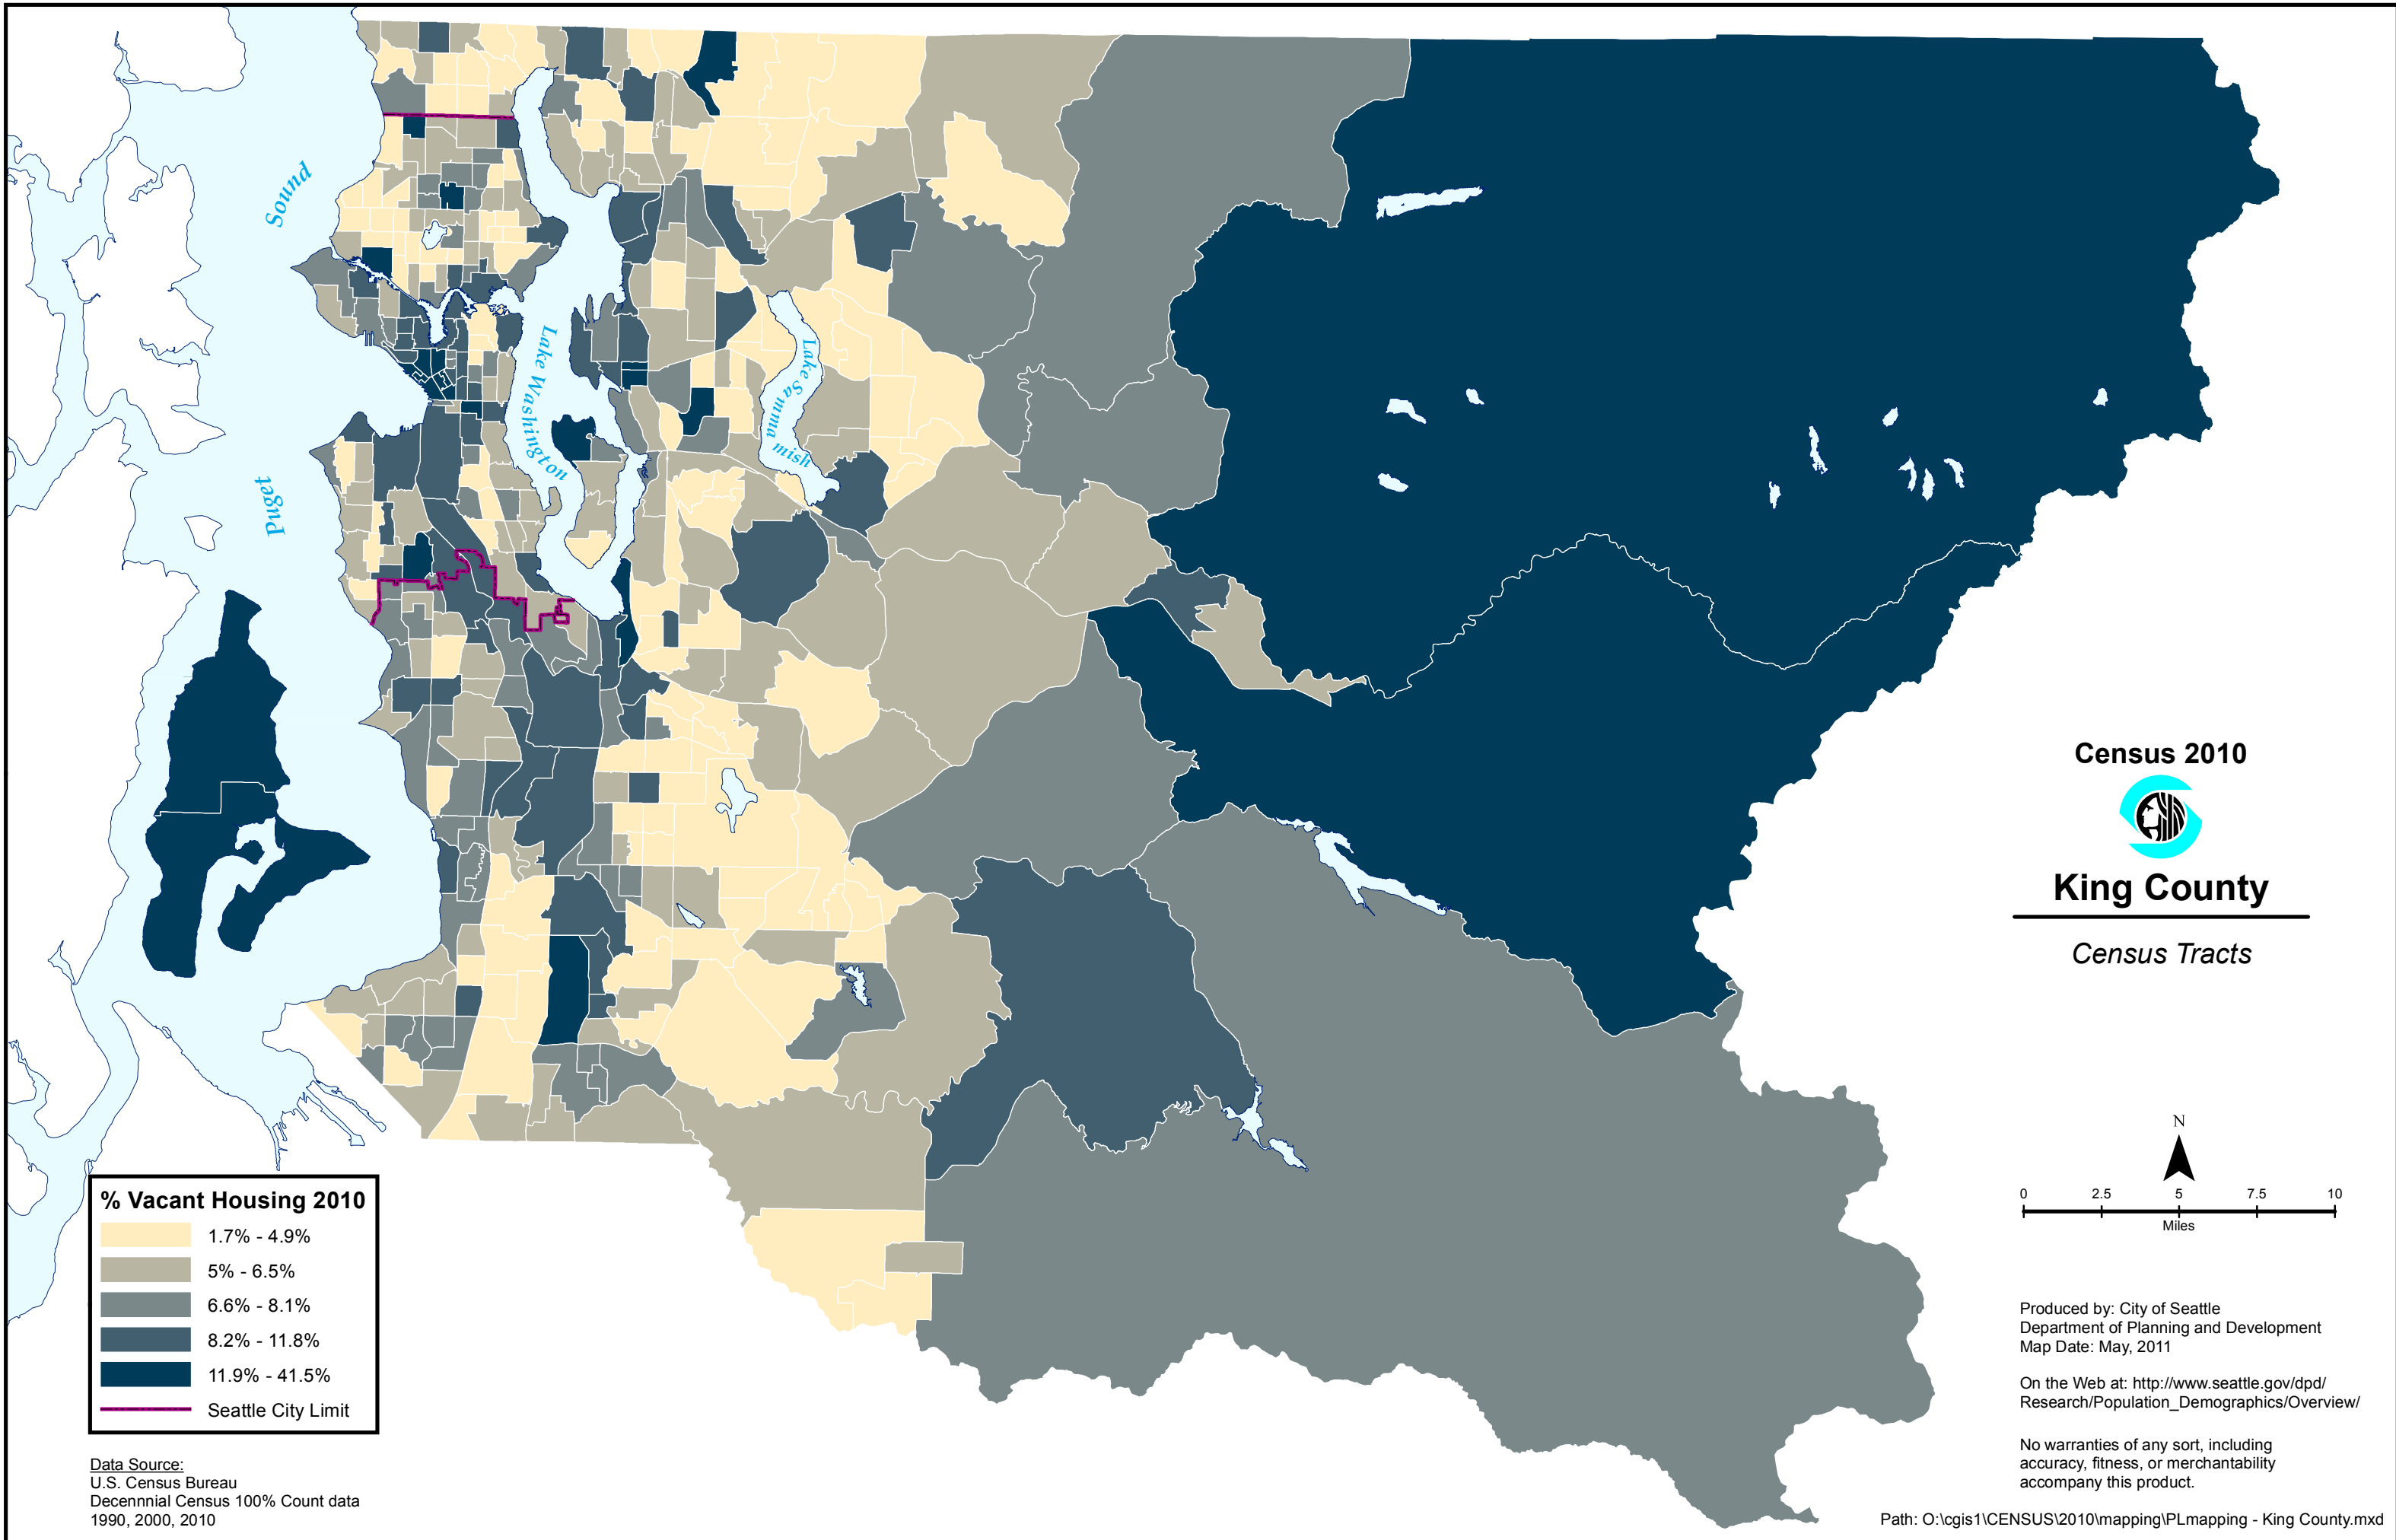 Sound
Puget
Lake Washington
Lake Sammamish
Census 2010
King County
Census Tracts
N
0 2.5 5 7.5 10
Miles
% Vacant Housing 2010
1.7% - 4.9%
5% - 6.5%
6.6% - 8.1%
8.2% - 11.8%
11.9% - 41.5%
Seattle City Limit
Data Source:
U.S. Census Bureau
Decennnial Census 100% Count data
1990, 2000, 2010
Produced by: City of Seattle
Department of Planning and Development
Map Date: May, 2011
On the Web at: http://www.seattle.gov/dpd/
Research/Population_Demographics/Overview/
No warranties of any sort, including
accuracy, fitness, or merchantability
accompany this product.
Path: O:\cgis1\CENSUS\2010\mapping\PLmapping - King County.mxd